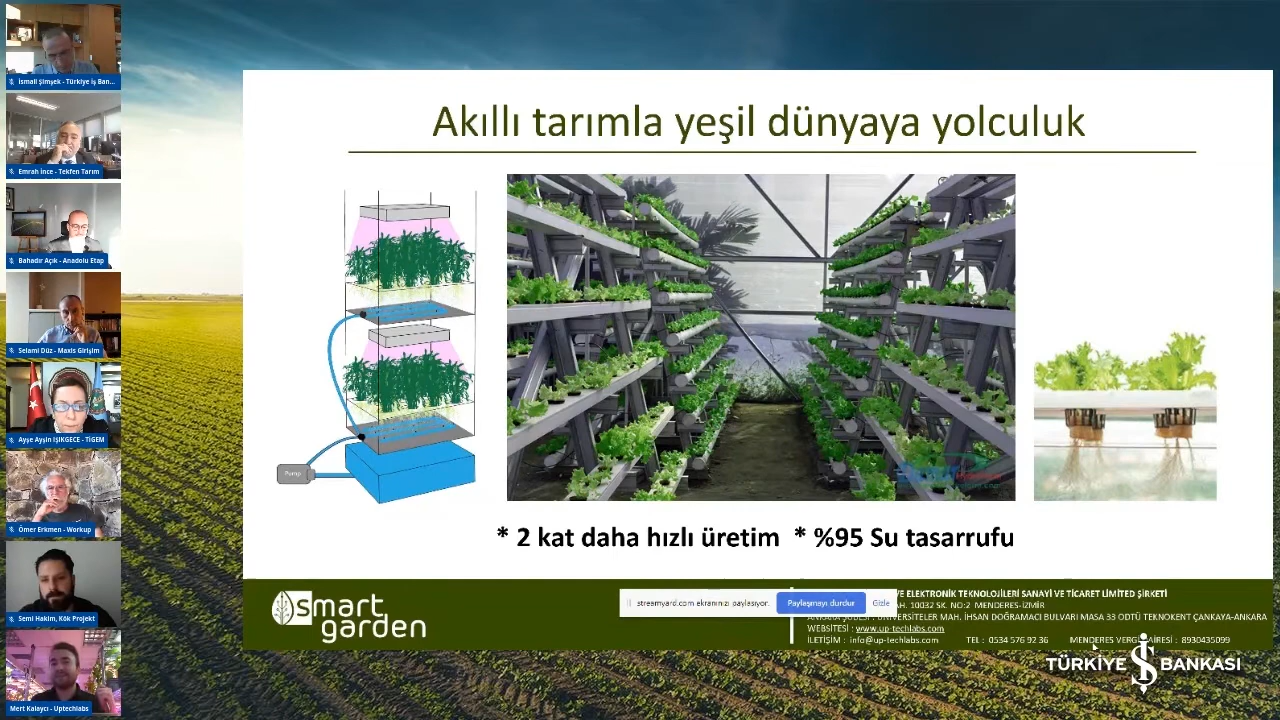 İsmail Şimşek - Türkiye İş Ban...
Emrah İnce - Tekfen Tarım
Bahadır Açık - Anadolu Etap
Selami Düz - Maxis Girişim
Ayşe Ayşin IŞIKGECE - TİGEM
Ömer Erkmen - Workup
Semi Hakim, Kök Projekt
Mert Kalaycı - Uptechlabs
Akıllı tarımla yeşil dünyaya yolculuk
Pump
* 2 kat daha hızlı üretim * %95 Su tasarrufu
smart
garden
streamyard.com ekranınızı paylaşıyor.
Paylaşmayı durdur
Gizle
VE ELEKTRONİK TEKNOLOJİLERİ SANAYİ VE TİCARET LİMİTED ŞİRKETİ
AH. 10032 SK. NO:2 MENDERES-İZMİR
ANKARA ŞUBESİ : ÜNİVERSİTELER MAH. İHSAN DOĞRAMACI BULVARI MASA 33 ODTÜ TEKNOKENT ÇANKAYA-ANKARA
WEBSİTESİ : www.up-techlabs.com
İLETİŞİM : info@up-techlabs.com TEL : 0534 576 92 36 MENDERES VERGİ DAİRESİ : 8930435099
TÜRKİYE İŞ BANKASI